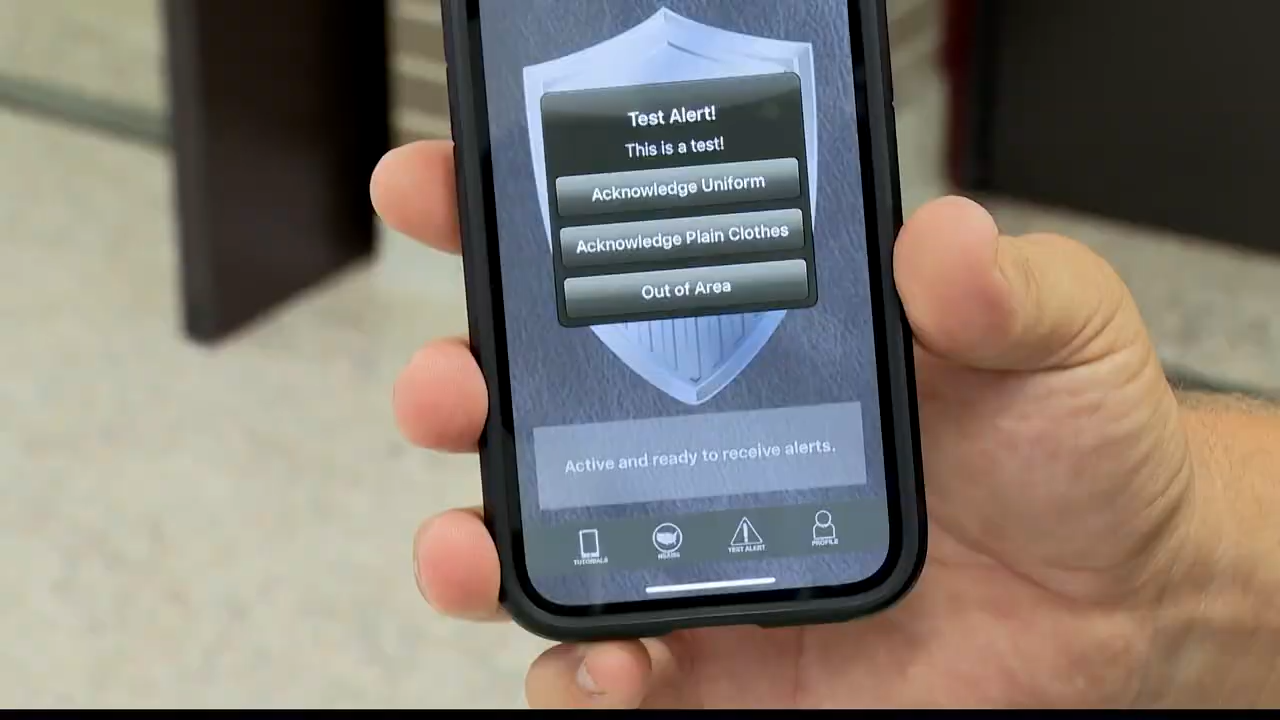 Test Alert!
This is a test!
Acknowledge Uniform
Acknowledge Plain Clothes
Out of Area
Active and ready to receive alerts.
TUTORIALS
TEST ALERT
PROFILE